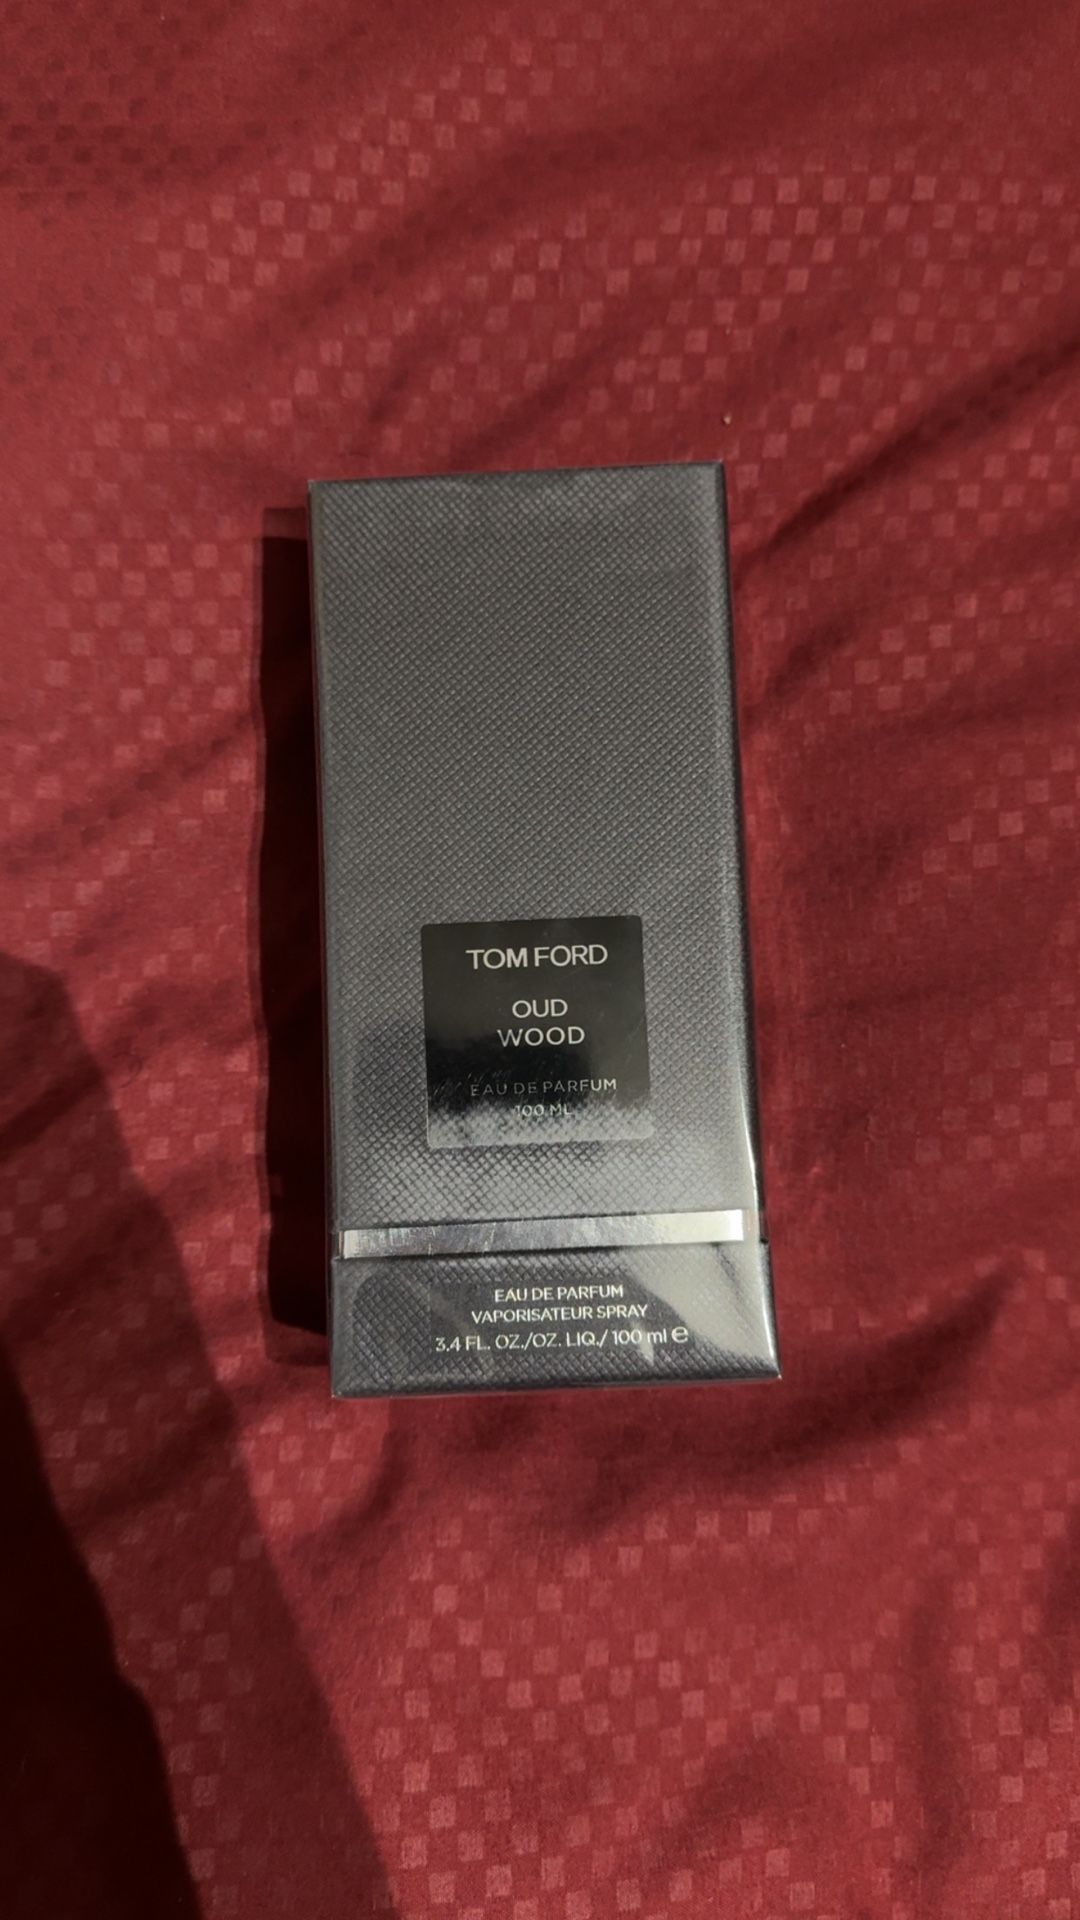 TOM FORD
OUD
WOOD
EAU DE PARFUM
100 ML
EAU DE PARFUM
VAPORISATEUR SPRAY
3.4 FL. OZ./OZ. LIQ./ 100 ml ℮